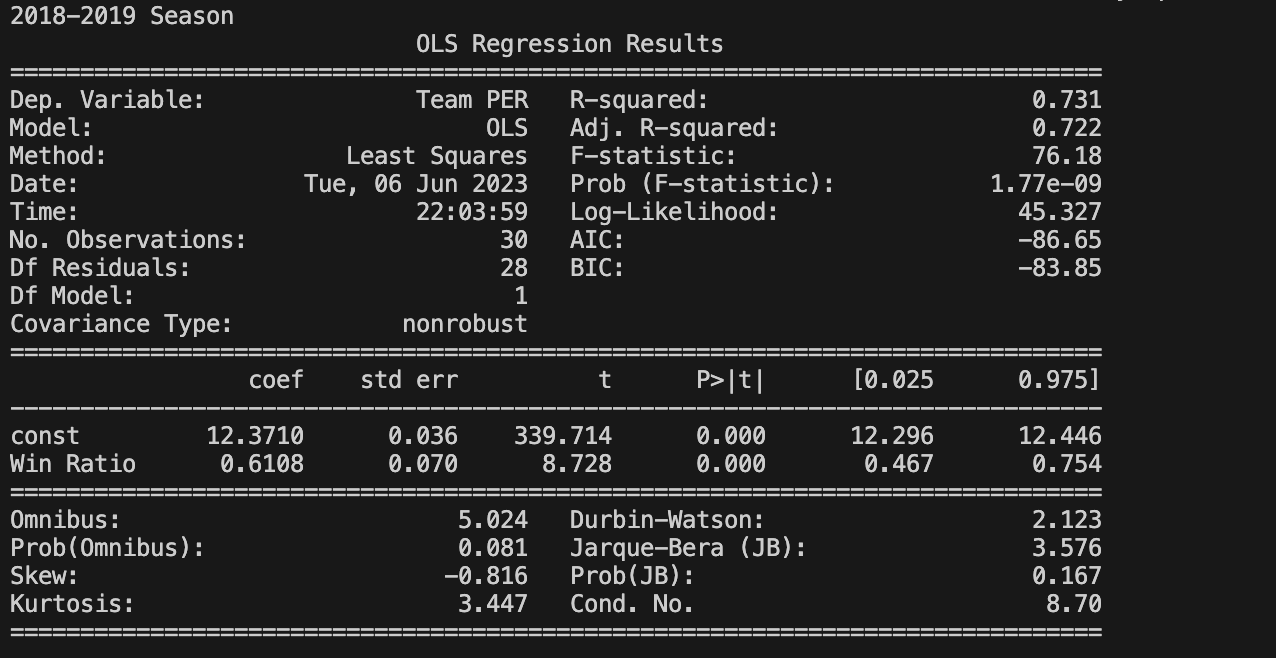 2018-2019 Season
OLS Regression Results
==============================================================================
Dep. Variable: Team PER R-squared: 0.731
Model: OLS Adj. R-squared: 0.722
Method: Least Squares F-statistic: 76.18
Date: Tue, 06 Jun 2023 Prob (F-statistic): 1.77e-09
Time: 22:03:59 Log-Likelihood: 45.327
No. Observations: 30 AIC: -86.65
Df Residuals: 28 BIC: -83.85
Df Model: 1
Covariance Type: nonrobust
==============================================================================
coef std err t P>|t| [0.025 0.975]
------------------------------------------------------------------------------
const 12.3710 0.036 339.714 0.000 12.296 12.446
Win Ratio 0.6108 0.070 8.728 0.000 0.467 0.754
==============================================================================
Omnibus: 5.024 Durbin-Watson: 2.123
Prob(Omnibus): 0.081 Jarque-Bera (JB): 3.576
Skew: -0.816 Prob(JB): 0.167
Kurtosis: 3.447 Cond. No. 8.70
==============================================================================